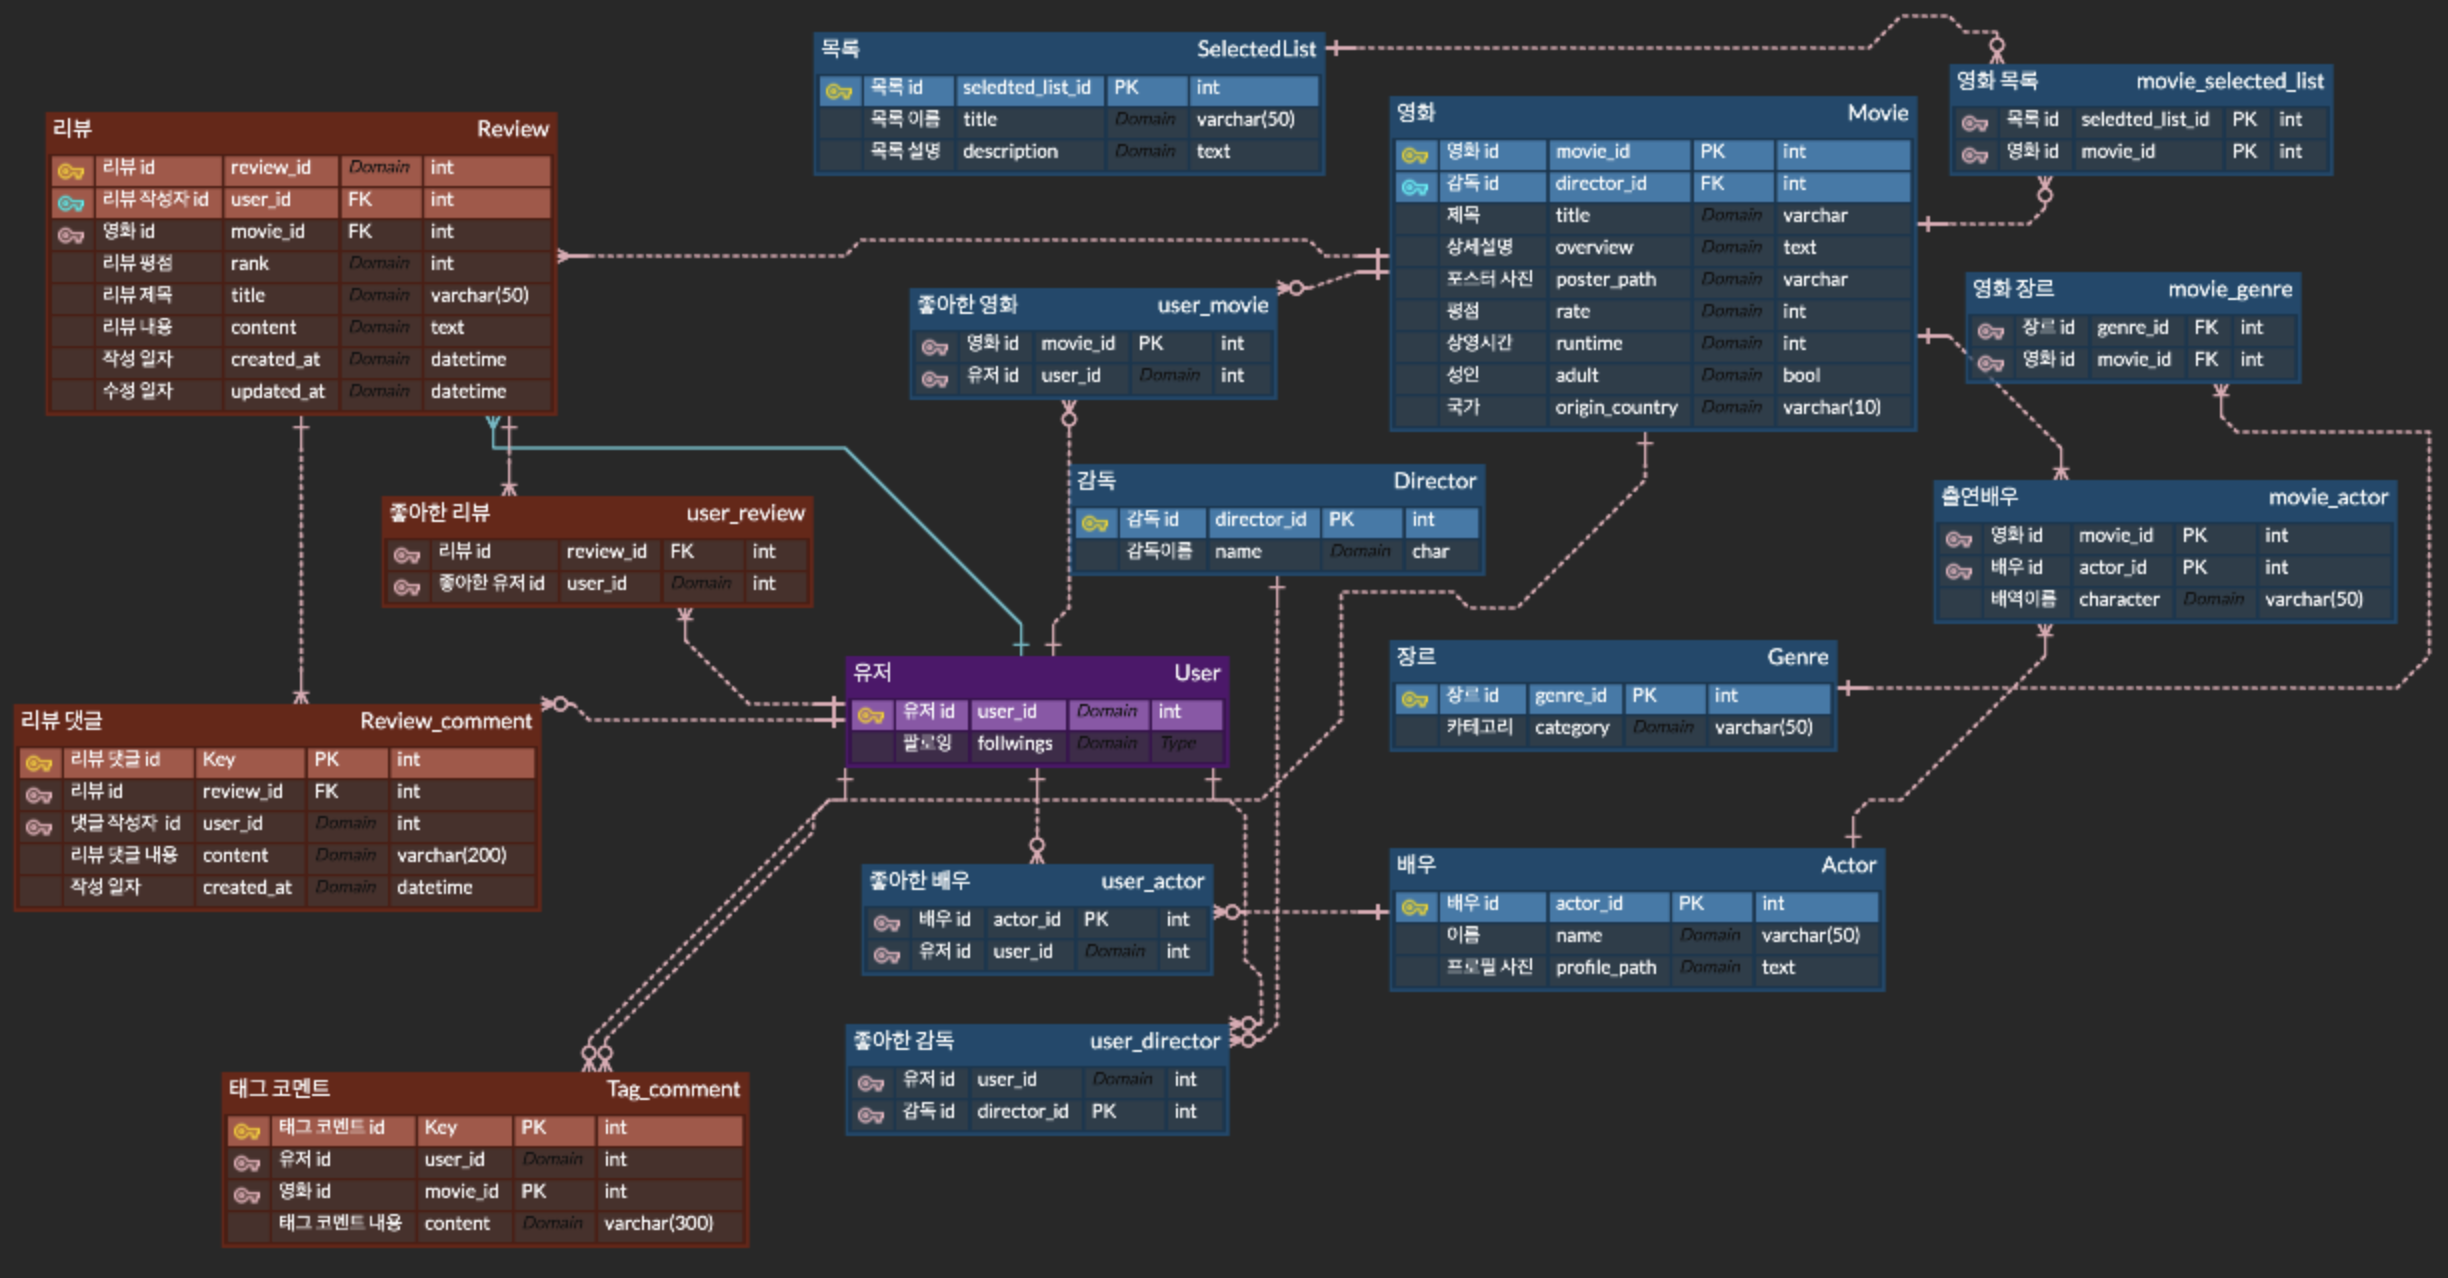 목록 SelectedList
목록 id seledted_list_id PK int
목록 이름 title Domain varchar(50)
목록 설명 description Domain text
영화 목록 movie_selected_list
목록 id seledted_list_id PK int
영화 id movie_id PK int
리뷰 Review
리뷰 id review_id Domain int
리뷰 작성자 id user_id FK int
영화 id movie_id FK int
리뷰 평점 rank Domain int
리뷰 제목 title Domain varchar(50)
리뷰 내용 content Domain text
작성 일자 created_at Domain datetime
수정 일자 updated_at Domain datetime
영화 Movie
영화 id movie_id PK int
감독 id director_id FK int
제목 title Domain varchar
상세설명 overview Domain text
포스터 사진 poster_path Domain varchar
평점 rate Domain int
상영시간 runtime Domain int
성인 adult Domain bool
국가 origin_country Domain varchar(10)
영화 장르 movie_genre
장르 id genre_id FK int
영화 id movie_id FK int
좋아한 영화 user_movie
영화 id movie_id PK int
유저 id user_id Domain int
감독 Director
감독 id director_id PK int
감독이름 name Domain char
출연배우 movie_actor
영화 id movie_id PK int
배우 id actor_id PK int
배역이름 character Domain varchar(50)
좋아한 리뷰 user_review
리뷰 id review_id FK int
좋아한 유저 id user_id Domain int
유저 User
유저 id user_id Domain int
팔로잉 follwings Domain Type
장르 Genre
장르 id genre_id PK int
카테고리 category Domain varchar(50)
리뷰 댓글 Review_comment
리뷰 댓글 id Key PK int
리뷰 id review_id FK int
댓글 작성자 id user_id Domain int
리뷰 댓글 내용 content Domain varchar(200)
작성 일자 created_at Domain datetime
좋아한 배우 user_actor
배우 id actor_id PK int
유저 id user_id Domain int
배우 Actor
배우 id actor_id PK int
이름 name Domain varchar(50)
프로필 사진 profile_path Domain text
좋아한 감독 user_director
유저 id user_id Domain int
감독 id director_id PK int
태그 코멘트 Tag_comment
태그 코멘트 id Key PK int
유저 id user_id Domain int
영화 id movie_id PK int
태그 코멘트 내용 content Domain varchar(300)